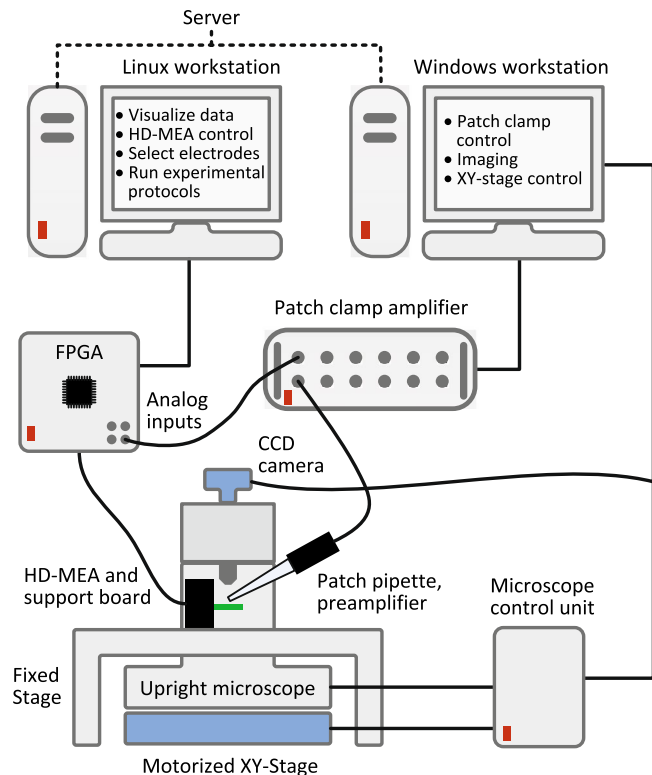 Server
Linux workstation
Windows workstation
• Visualize data
• HD-MEA control
• Select electrodes
• Run experimental
protocols
• Patch clamp
control
• Imaging
• XY-stage control
Patch clamp amplifier
FPGA
Analog
inputs
CCD
camera
HD-MEA and
support board
Patch pipette,
preamplifier
Microscope
control unit
Fixed
Stage
Upright microscope
Motorized XY-Stage